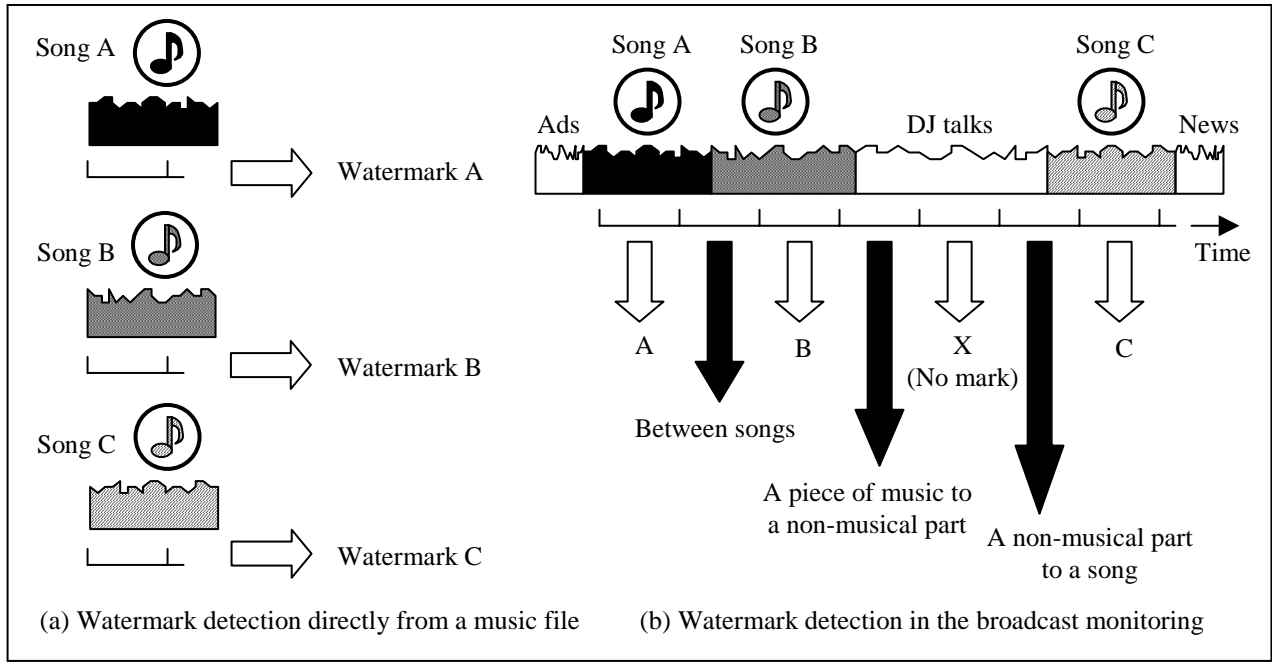 Song A
Watermark A
Song B
Watermark B
Song C
Watermark C
(a) Watermark detection directly from a music file
Song A
Song B
Song C
Ads
DJ talks
News
Time
A
B
X
(No mark)
C
Between songs
A piece of music to
a non-musical part
A non-musical part
to a song
(b) Watermark detection in the broadcast monitoring